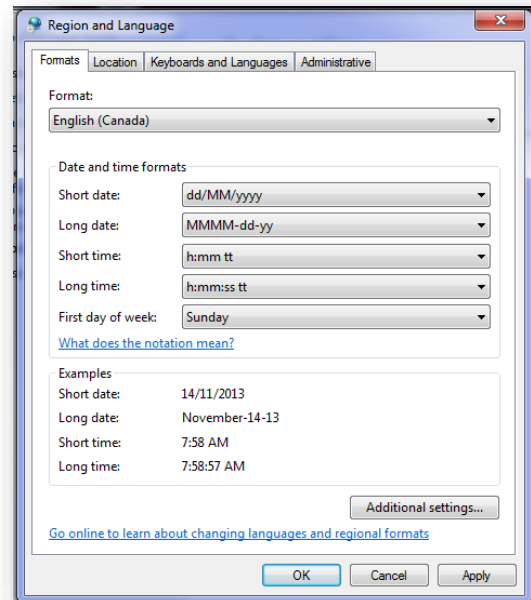 Region and Language
Formats Location Keyboards and Languages Administrative
Format:
English (Canada)
Date and time formats
Short date: dd/MM/yyyy
Long date: MMMM-dd-yy
Short time: h:mm tt
Long time: h:mm:ss tt
First day of week: Sunday
What does the notation mean?
Examples
Short date: 14/11/2013
Long date: November-14-13
Short time: 7:58 AM
Long time: 7:58:57 AM
Additional settings...
Go online to learn about changing languages and regional formats
OK Cancel Apply